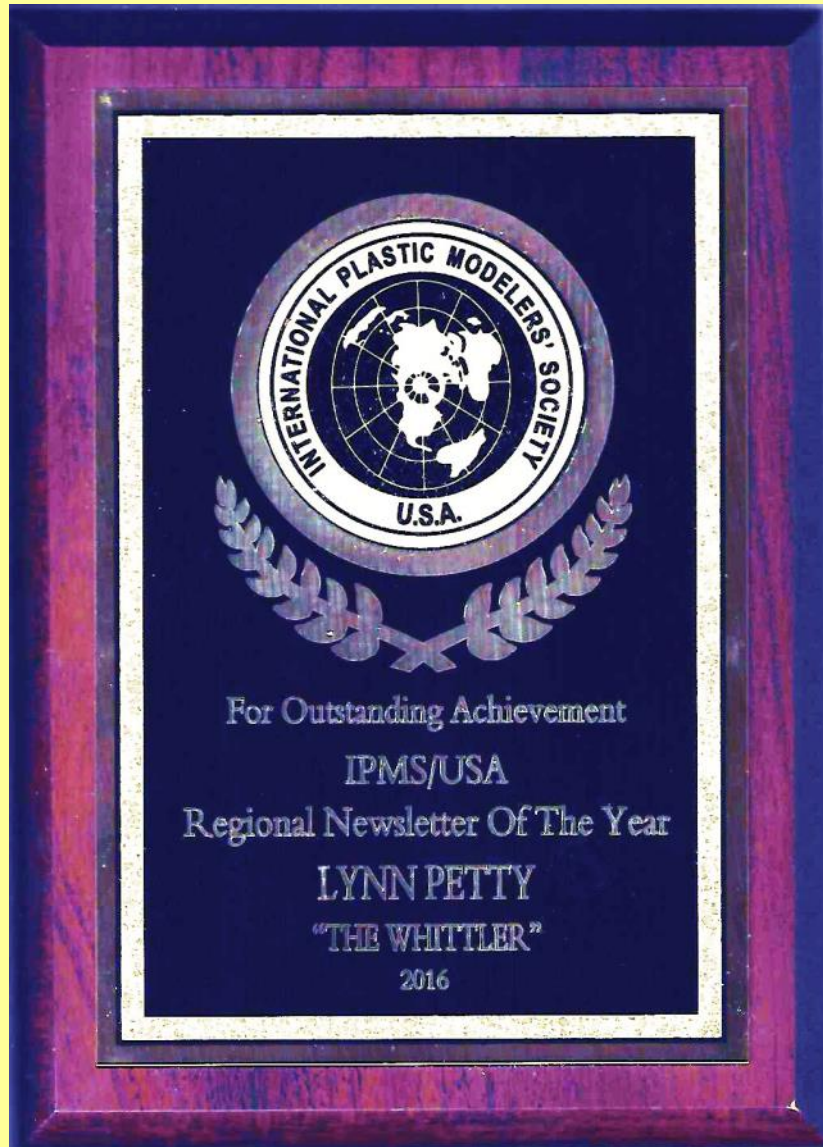 INTERNATIONAL PLASTIC MODELERS' SOCIETY
U.S.A.
For Outstanding Achievement
IPMS/USA
Regional Newsletter Of The Year
LYNN PETTY
“THE WHITTLER”
2016